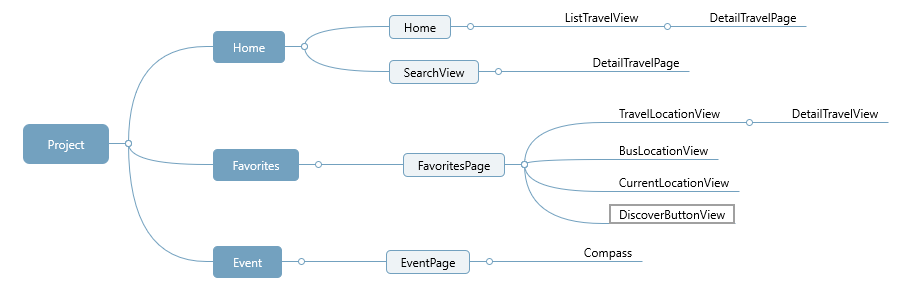 Project
Home
Home
ListTravelView
DetailTravelPage
SearchView
DetailTravelPage
Favorites
FavoritesPage
TravelLocationView
DetailTravelView
BusLocationView
CurrentLocationView
DiscoverButtonView
Event
EventPage
Compass